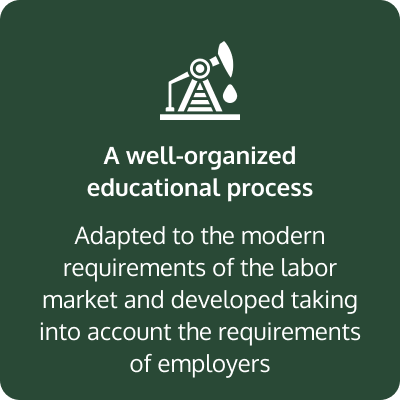 A well-organized
educational process
Adapted to the modern
requirements of the labor
market and developed taking
into account the requirements
of employers